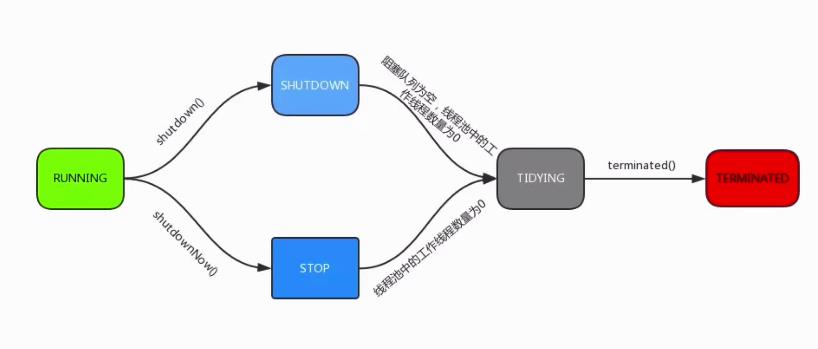 RUNNING
shutdown()
shutdownNow()
SHUTDOWN
STOP
阻塞队列为空，线程池中的工
作线程数量为0
线程池中的工作线程数量为0
TIDYING
terminated()
TERMINATED